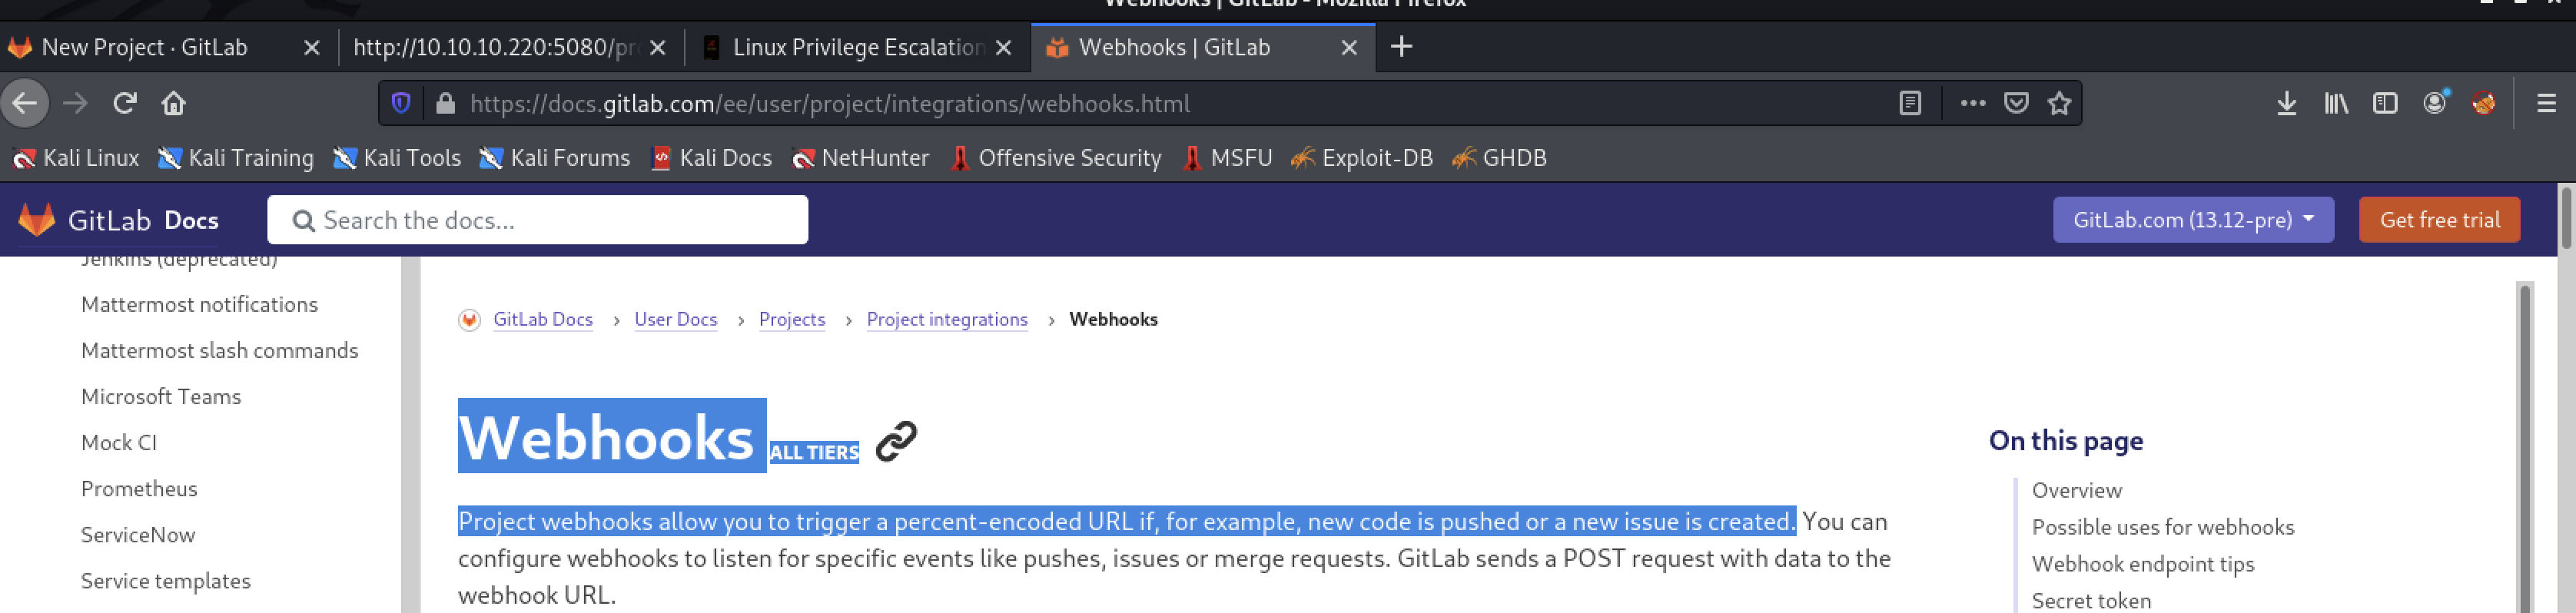 Webhooks | GitLab - Mozilla Firefox
New Project · GitLab
http://10.10.10.220:5080/pr
Linux Privilege Escalation
Webhooks | GitLab
https://docs.gitlab.com/ee/user/project/integrations/webhooks.html
Kali Linux Kali Training Kali Tools Kali Forums Kali Docs NetHunter Offensive Security MSFU Exploit-DB GHDB
GitLab Docs
Search the docs...
GitLab.com (13.12-pre)
Get free trial
Jenkins (deprecated)
Mattermost notifications
Mattermost slash commands
Microsoft Teams
Mock CI
Prometheus
ServiceNow
Service templates
GitLab Docs › User Docs › Projects › Project integrations › Webhooks
Webhooks ALL TIERS
Project webhooks allow you to trigger a percent-encoded URL if, for example, new code is pushed or a new issue is created. You can
configure webhooks to listen for specific events like pushes, issues or merge requests. GitLab sends a POST request with data to the
webhook URL.
On this page
Overview
Possible uses for webhooks
Webhook endpoint tips
Secret token